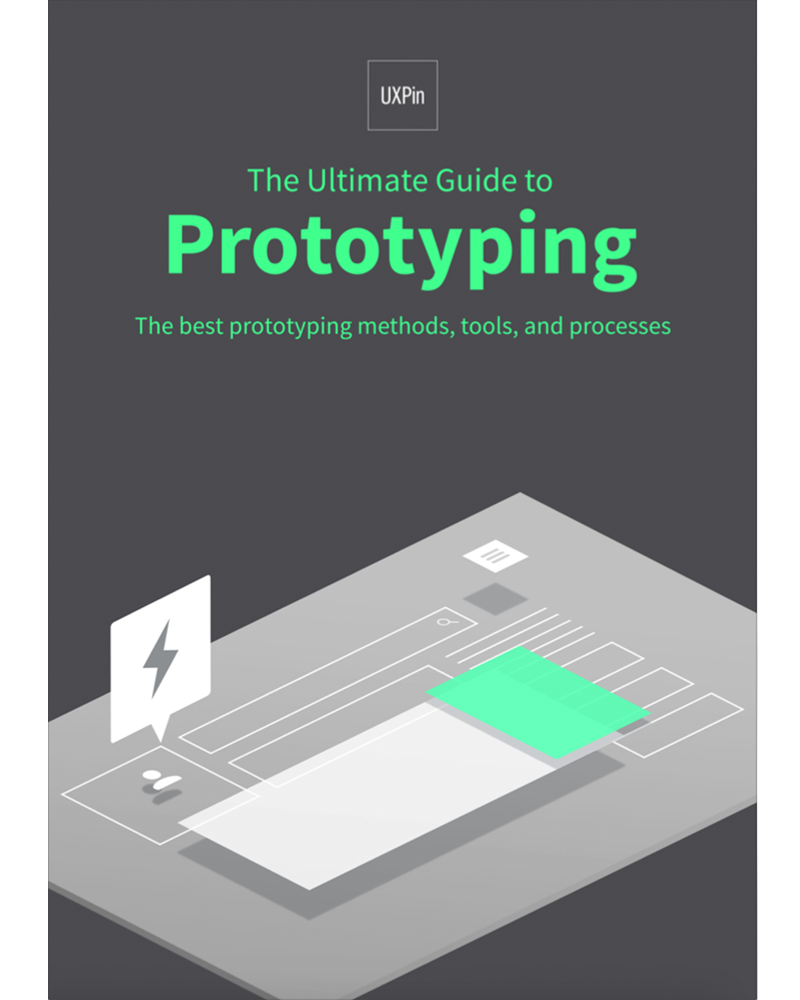 UXPin
The Ultimate Guide to
Prototyping
The best prototyping methods, tools, and processes